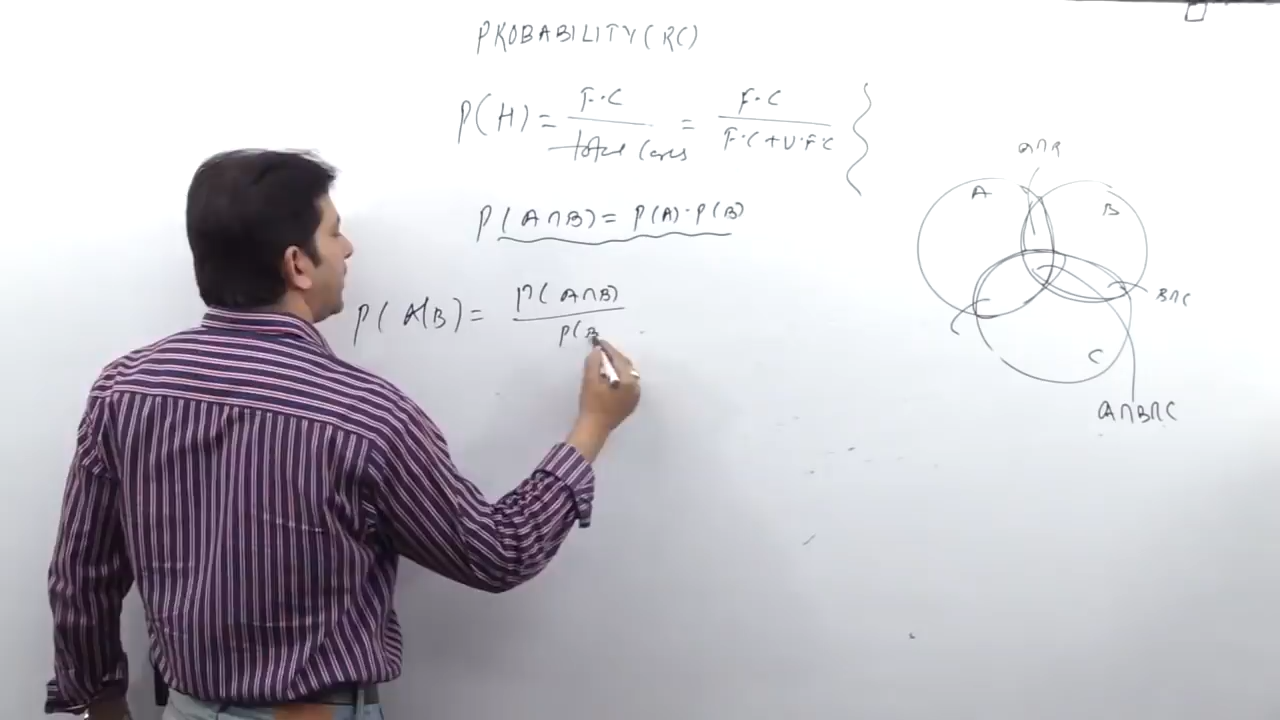 PROBABILITY (RC)
P(H) = F.C / total cases = F.C / F.C + U.F.C }
P(A∩B) = P(A) · P(B)
P(A|B) = P(A∩B) / P(B
A∩B
A
B
B∩C
C
A∩B∩C